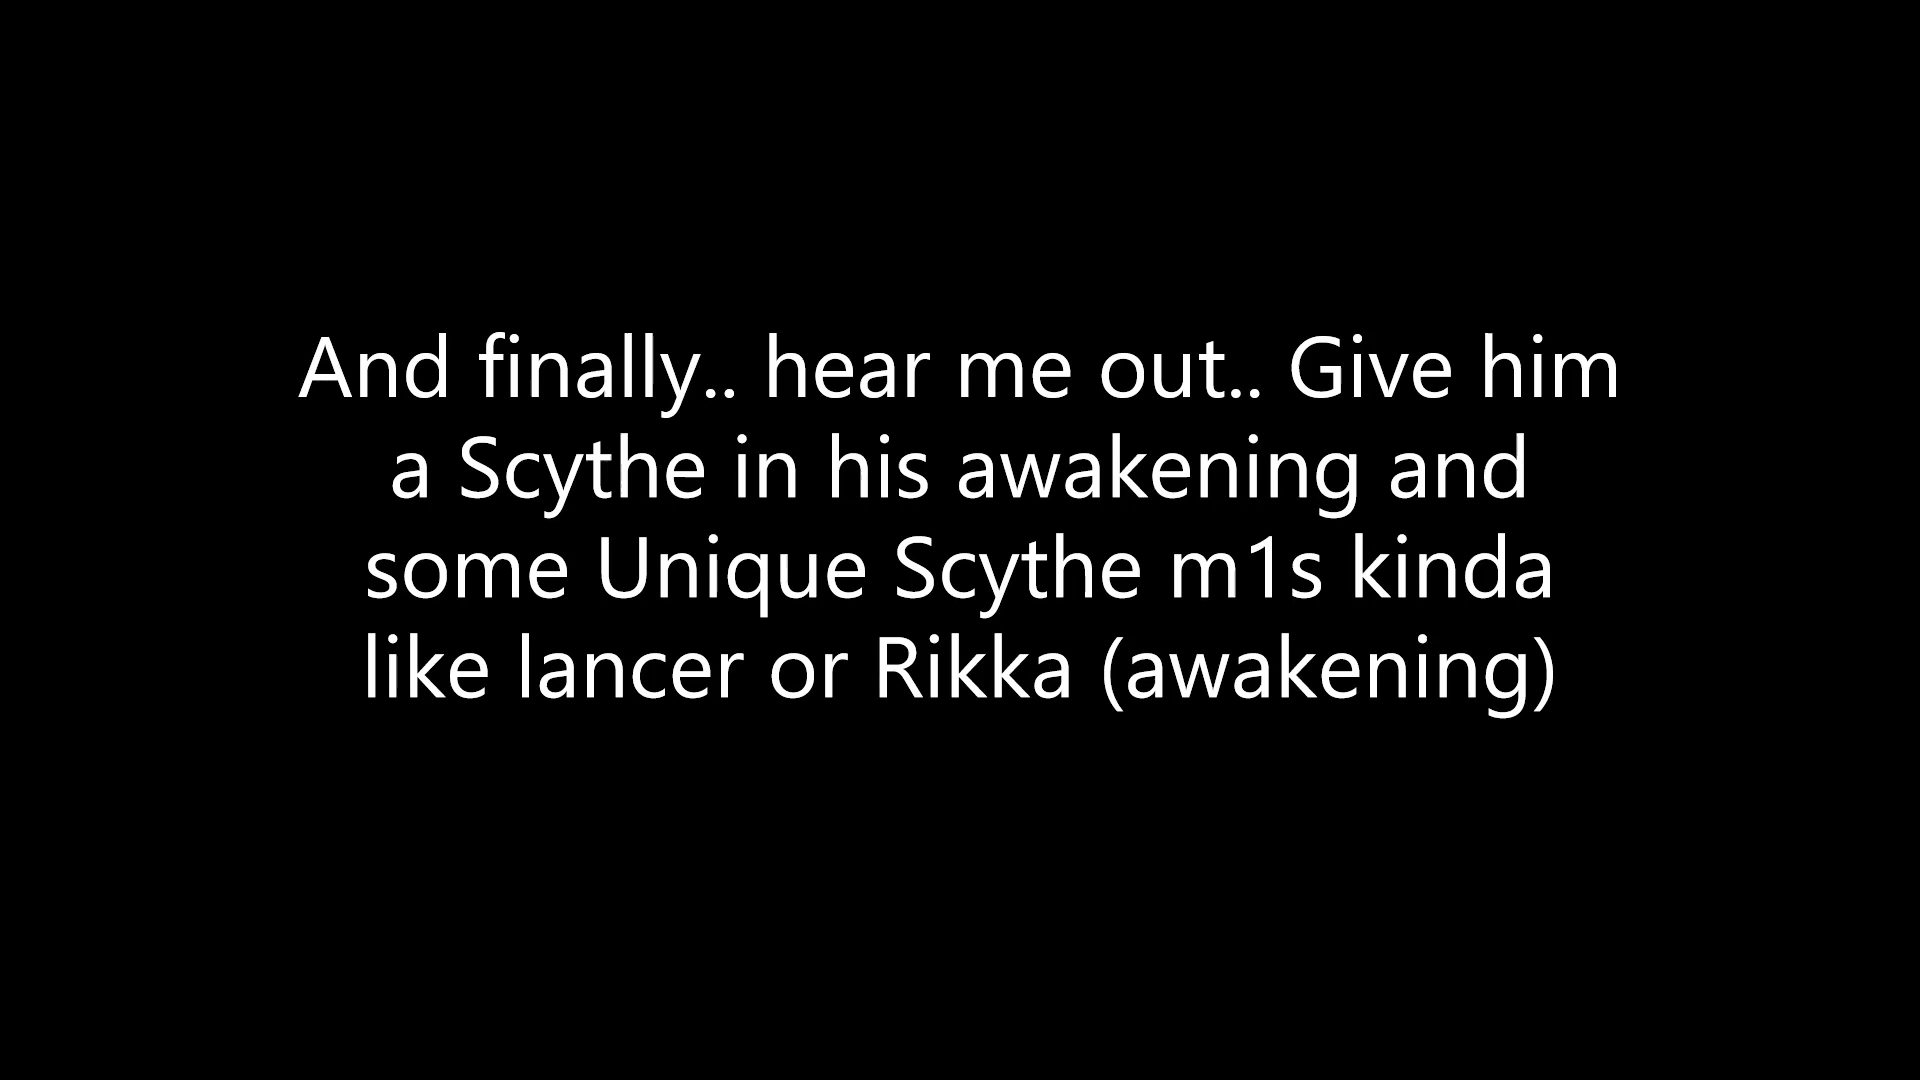 And finally.. hear me out.. Give him
a Scythe in his awakening and
some Unique Scythe m1s kinda
like lancer or Rikka (awakening)